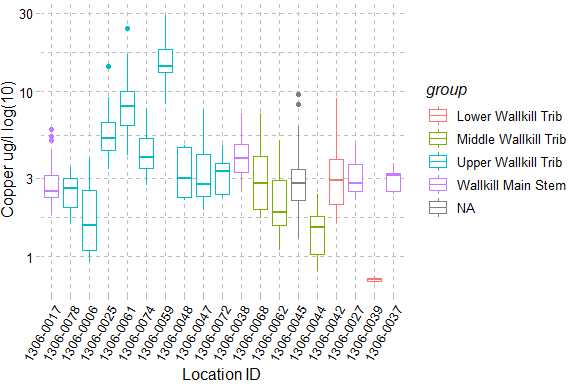 30
10
3
1
Copper ug/l log(10)
1306-0017
1306-0078
1306-0006
1306-0025
1306-0061
1306-0074
1306-0059
1306-0048
1306-0047
1306-0072
1306-0038
1306-0068
1306-0062
1306-0045
1306-0044
1306-0042
1306-0027
1306-0039
1306-0037
Location ID
group
Lower Wallkill Trib
Middle Wallkill Trib
Upper Wallkill Trib
Wallkill Main Stem
NA